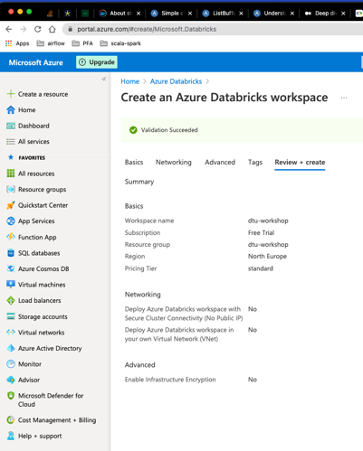 About s
Simple
ListBuff
Underst
Deep div
portal.azure.com/#create/Microsoft.Databricks
Apps airflow PFA scala-spark
Microsoft Azure Upgrade
Home > Azure Databricks >
Create an Azure Databricks workspace ...
Validation Succeeded
Basics Networking Advanced Tags Review + create
Summary
Basics
Workspace name dtu-workshop
Subscription Free Trial
Resource group dtu-workshop
Region North Europe
Pricing Tier standard
Networking
Deploy Azure Databricks workspace with No
Secure Cluster Connectivity (No Public IP)
Deploy Azure Databricks workspace in No
your own Virtual Network (VNet)
Advanced
Enable Infrastructure Encryption No
«
Create a resource
Home
Dashboard
All services
FAVORITES
All resources
Resource groups
Quickstart Center
App Services
Function App
SQL databases
Azure Cosmos DB
Virtual machines
Load balancers
Storage accounts
Virtual networks
Azure Active Directory
Monitor
Advisor
Microsoft Defender for
Cloud
Cost Management + Billing
Help + support